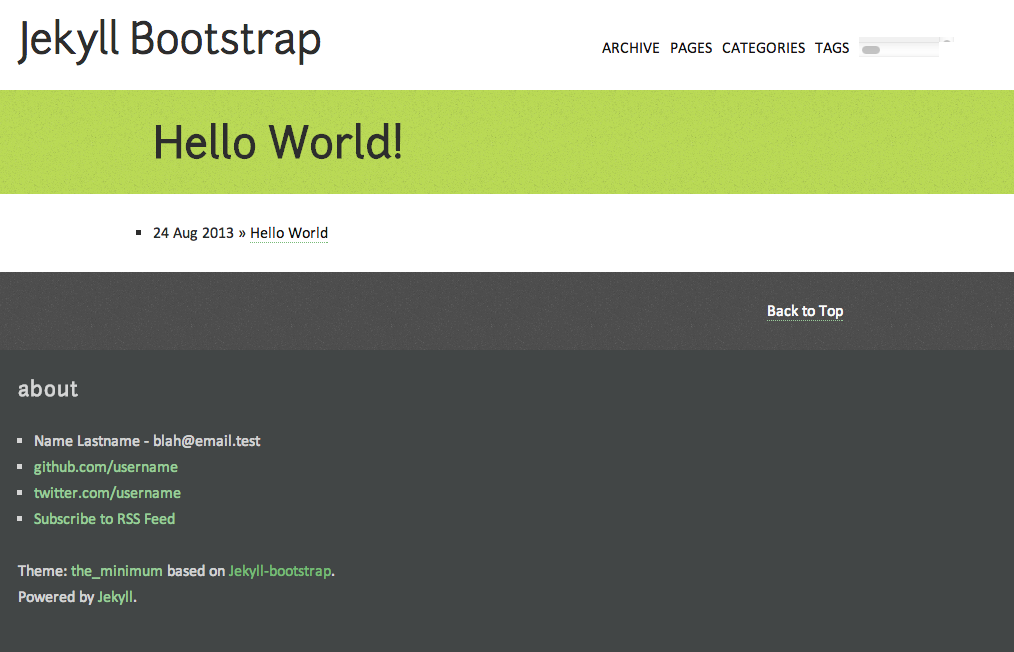 Jekyll Bootstrap
ARCHIVE PAGES CATEGORIES TAGS
Hello World!
24 Aug 2013 » Hello World
Back to Top
about
Name Lastname - blah@email.test
github.com/username
twitter.com/username
Subscribe to RSS Feed
Theme: the_minimum based on Jekyll-bootstrap.
Powered by Jekyll.